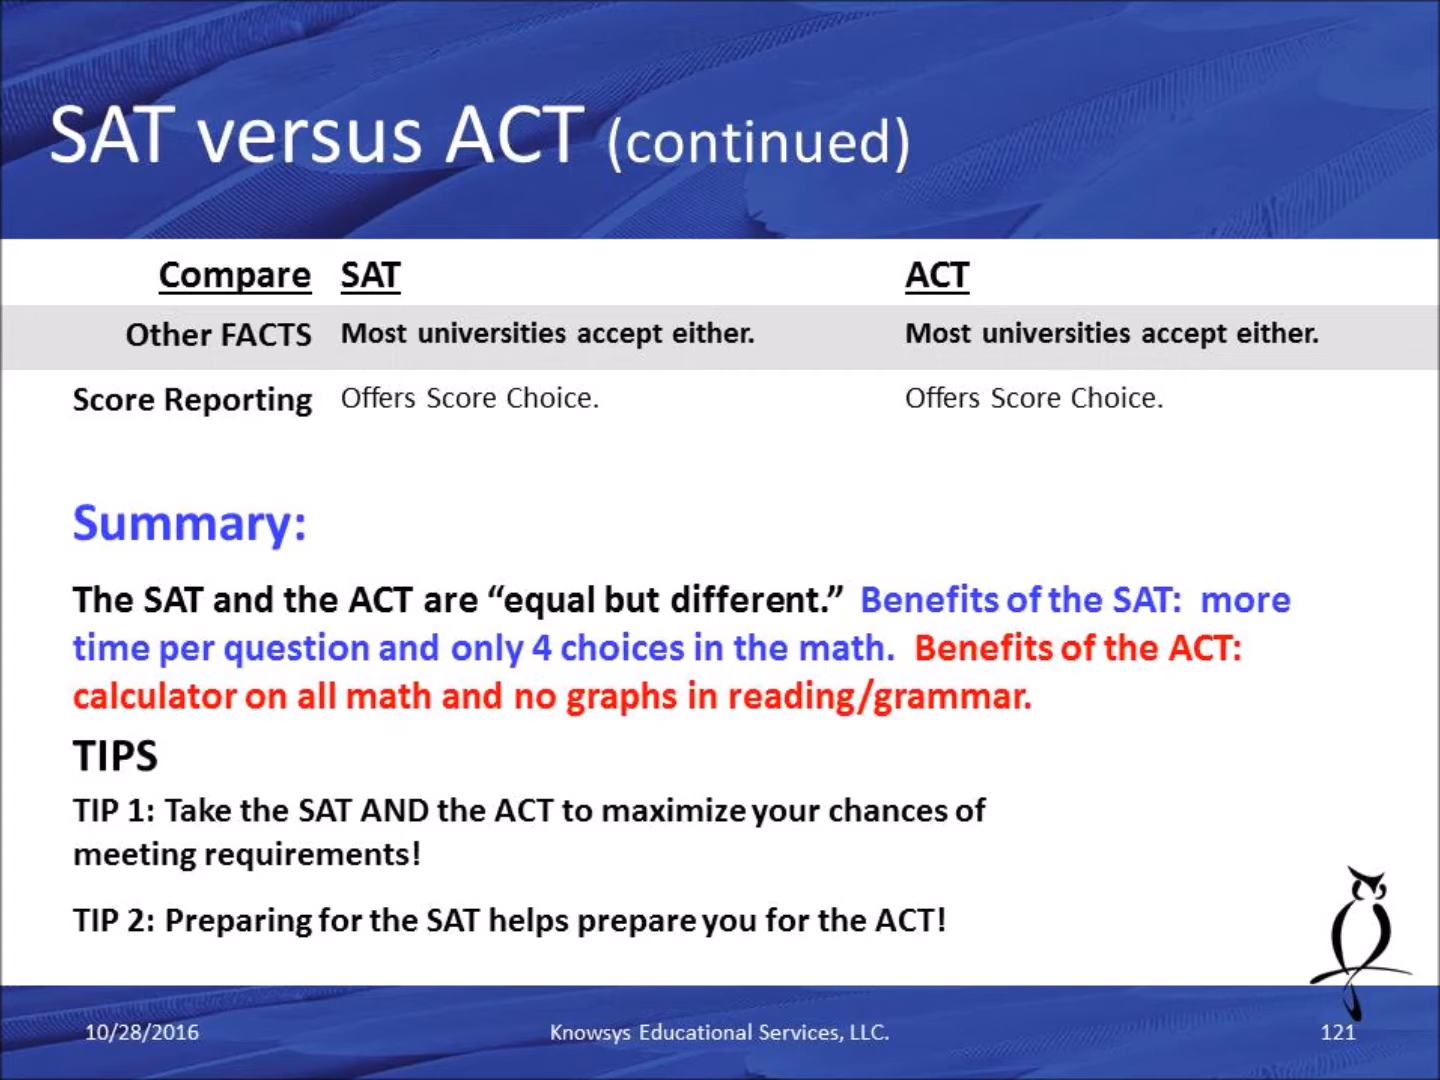 SAT versus ACT (continued)
Compare SAT ACT
Other FACTS Most universities accept either. Most universities accept either.
Score Reporting Offers Score Choice. Offers Score Choice.
Summary:
The SAT and the ACT are “equal but different.” Benefits of the SAT: more
time per question and only 4 choices in the math. Benefits of the ACT:
calculator on all math and no graphs in reading/grammar.
TIPS
TIP 1: Take the SAT AND the ACT to maximize your chances of
meeting requirements!
TIP 2: Preparing for the SAT helps prepare you for the ACT!
10/28/2016 Knowsys Educational Services, LLC. 121